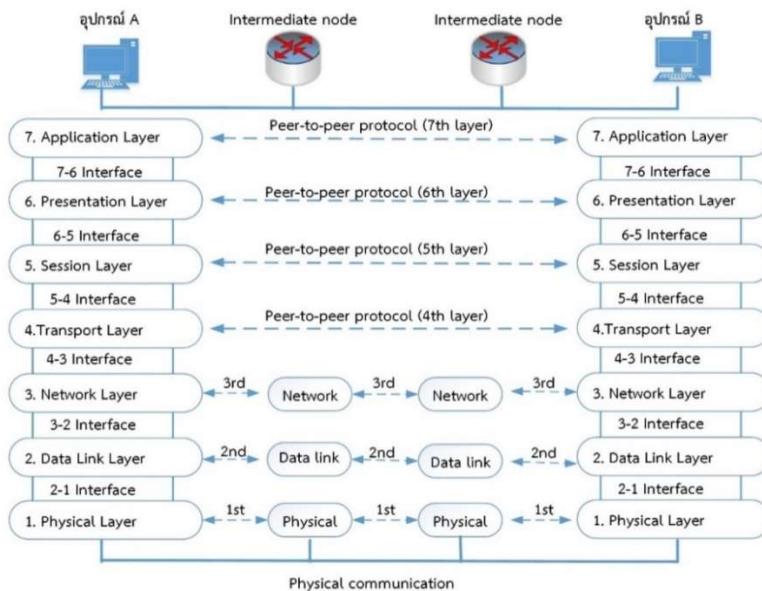 อุปกรณ์ A Intermediate node Intermediate node อุปกรณ์ B
7. Application Layer Peer-to-peer protocol (7th layer) 7. Application Layer
7-6 Interface 7-6 Interface
6. Presentation Layer Peer-to-peer protocol (6th layer) 6. Presentation Layer
6-5 Interface 6-5 Interface
5. Session Layer Peer-to-peer protocol (5th layer) 5. Session Layer
5-4 Interface 5-4 Interface
4.Transport Layer Peer-to-peer protocol (4th layer) 4.Transport Layer
4-3 Interface 4-3 Interface
3. Network Layer 3rd Network 3rd Network 3rd 3. Network Layer
3-2 Interface 3-2 Interface
2. Data Link Layer 2nd Data link 2nd Data link 2nd 2. Data Link Layer
2-1 Interface 2-1 Interface
1. Physical Layer 1st Physical 1st Physical 1st 1. Physical Layer
Physical communication